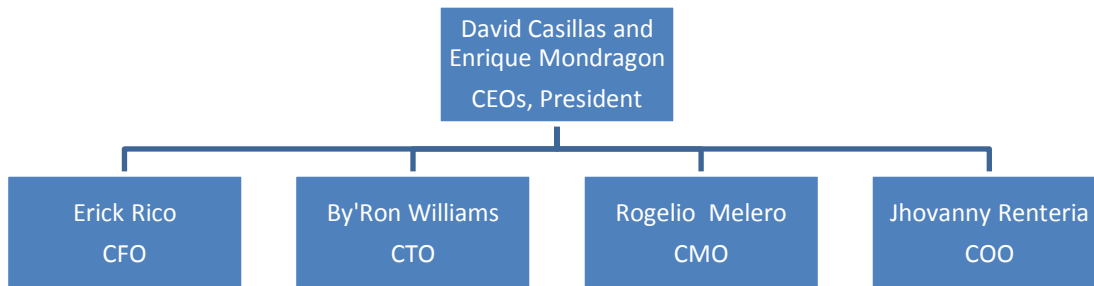 David Casillas and
Enrique Mondragon
CEOs, President
Erick Rico
CFO
By'Ron Williams
CTO
Rogelio  Melero
CMO
Jhovanny Renteria
COO